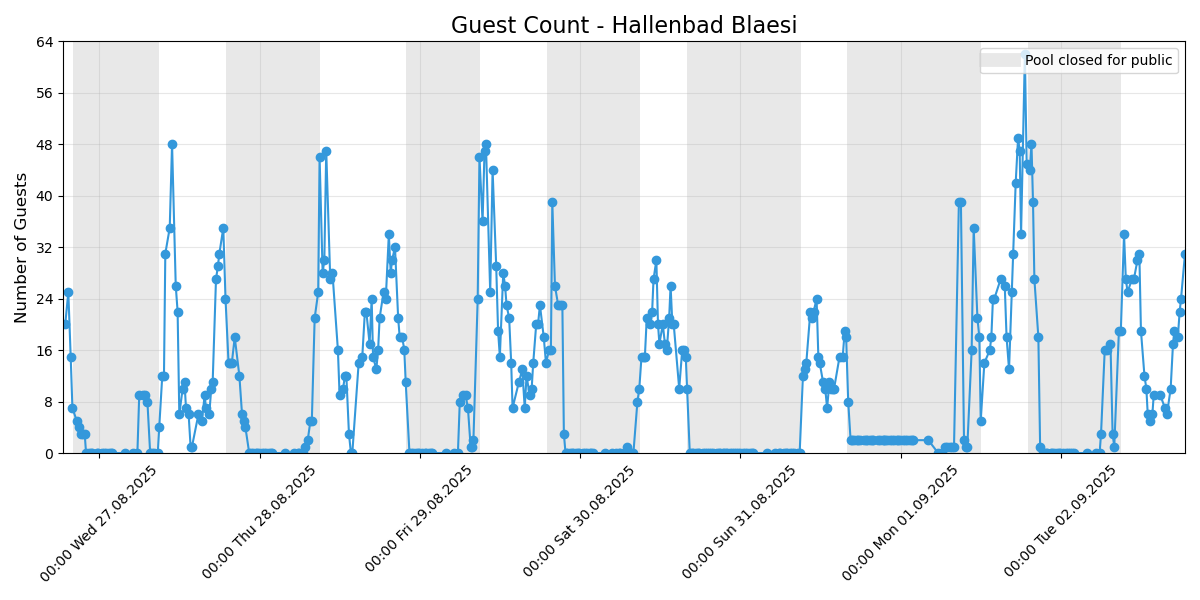 Guest Count - Hallenbad Blaesi
Pool closed for public
Number of Guests
64
56
48
40
32
24
16
8
0
00:00 Wed 27.08.2025
00:00 Thu 28.08.2025
00:00 Fri 29.08.2025
00:00 Sat 30.08.2025
00:00 Sun 31.08.2025
00:00 Mon 01.09.2025
00:00 Tue 02.09.2025